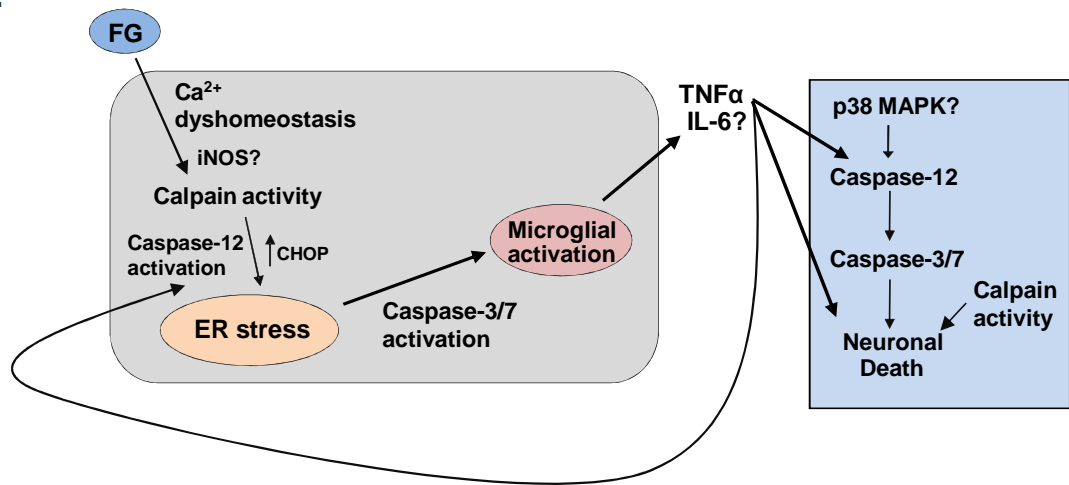 FG
Ca²⁺
dyshomeostasis
iNOS?
Calpain activity
Caspase-12
activation
CHOP
ER stress
Caspase-3/7
activation
Microglial
activation
TNFα
IL-6?
p38 MAPK?
Caspase-12
Caspase-3/7
Calpain
activity
Neuronal
Death